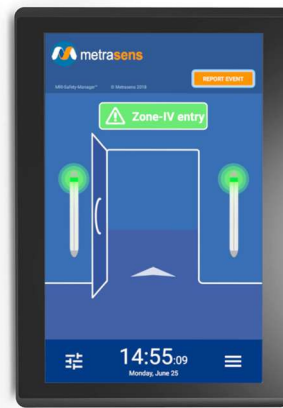 metrasens
REPORT EVENT
MRI-Safety-Manager™ © Metrasens 2018
Zone-IV entry
14:55:09
Monday, June 25